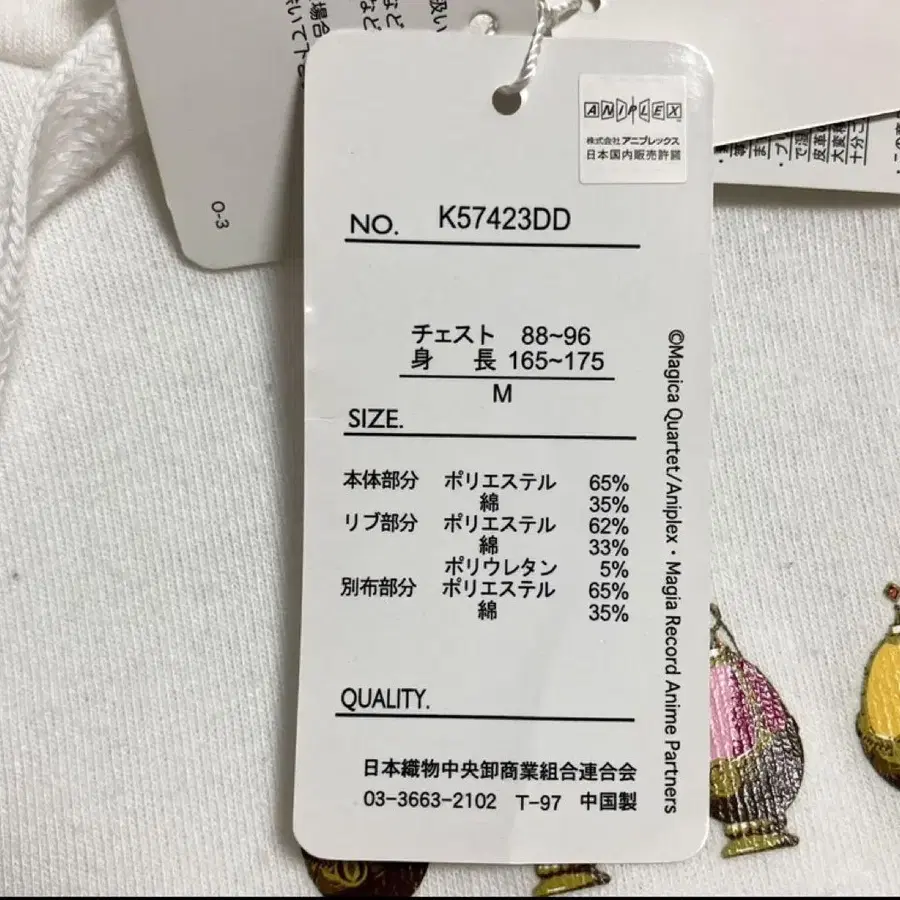 ANIPLEX
株式会社 アニプレックス
日本国内販売許諾
NO. K57423DD
チェスト 88~96
身 長 165~175
M
SIZE.
本体部分 ポリエステル 65%
綿 35%
リブ部分 ポリエステル 62%
綿 33%
ポリウレタン 5%
別布部分 ポリエステル 65%
綿 35%
QUALITY.
日本織物中央卸商業組合連合会
03-3663-2102 T-97 中国製
©Magica Quartet/Aniplex・Magia Record Anime Partners
O-3